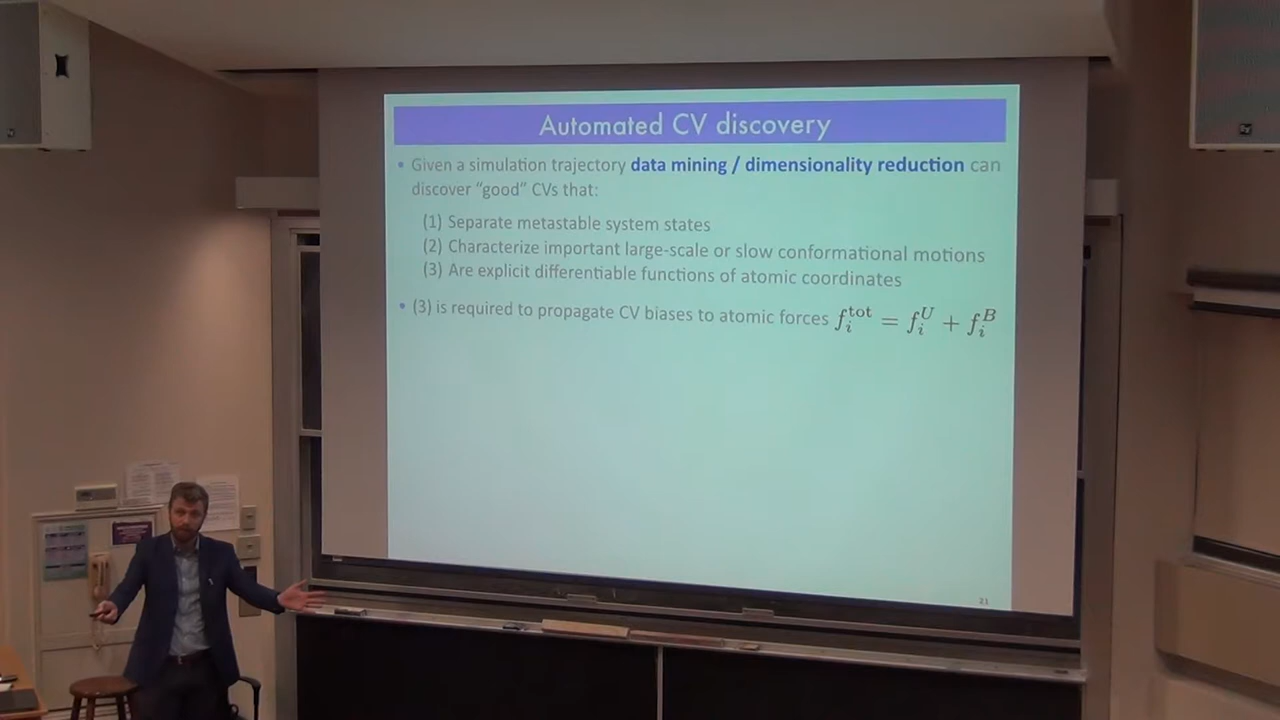 Automated CV discovery
• Given a simulation trajectory data mining / dimensionality reduction can
discover “good” CVs that:
(1) Separate metastable system states
(2) Characterize important large-scale or slow conformational motions
(3) Are explicit differentiable functions of atomic coordinates
• (3) is required to propagate CV biases to atomic forces f_i^tot = f_i^U + f_i^B
21